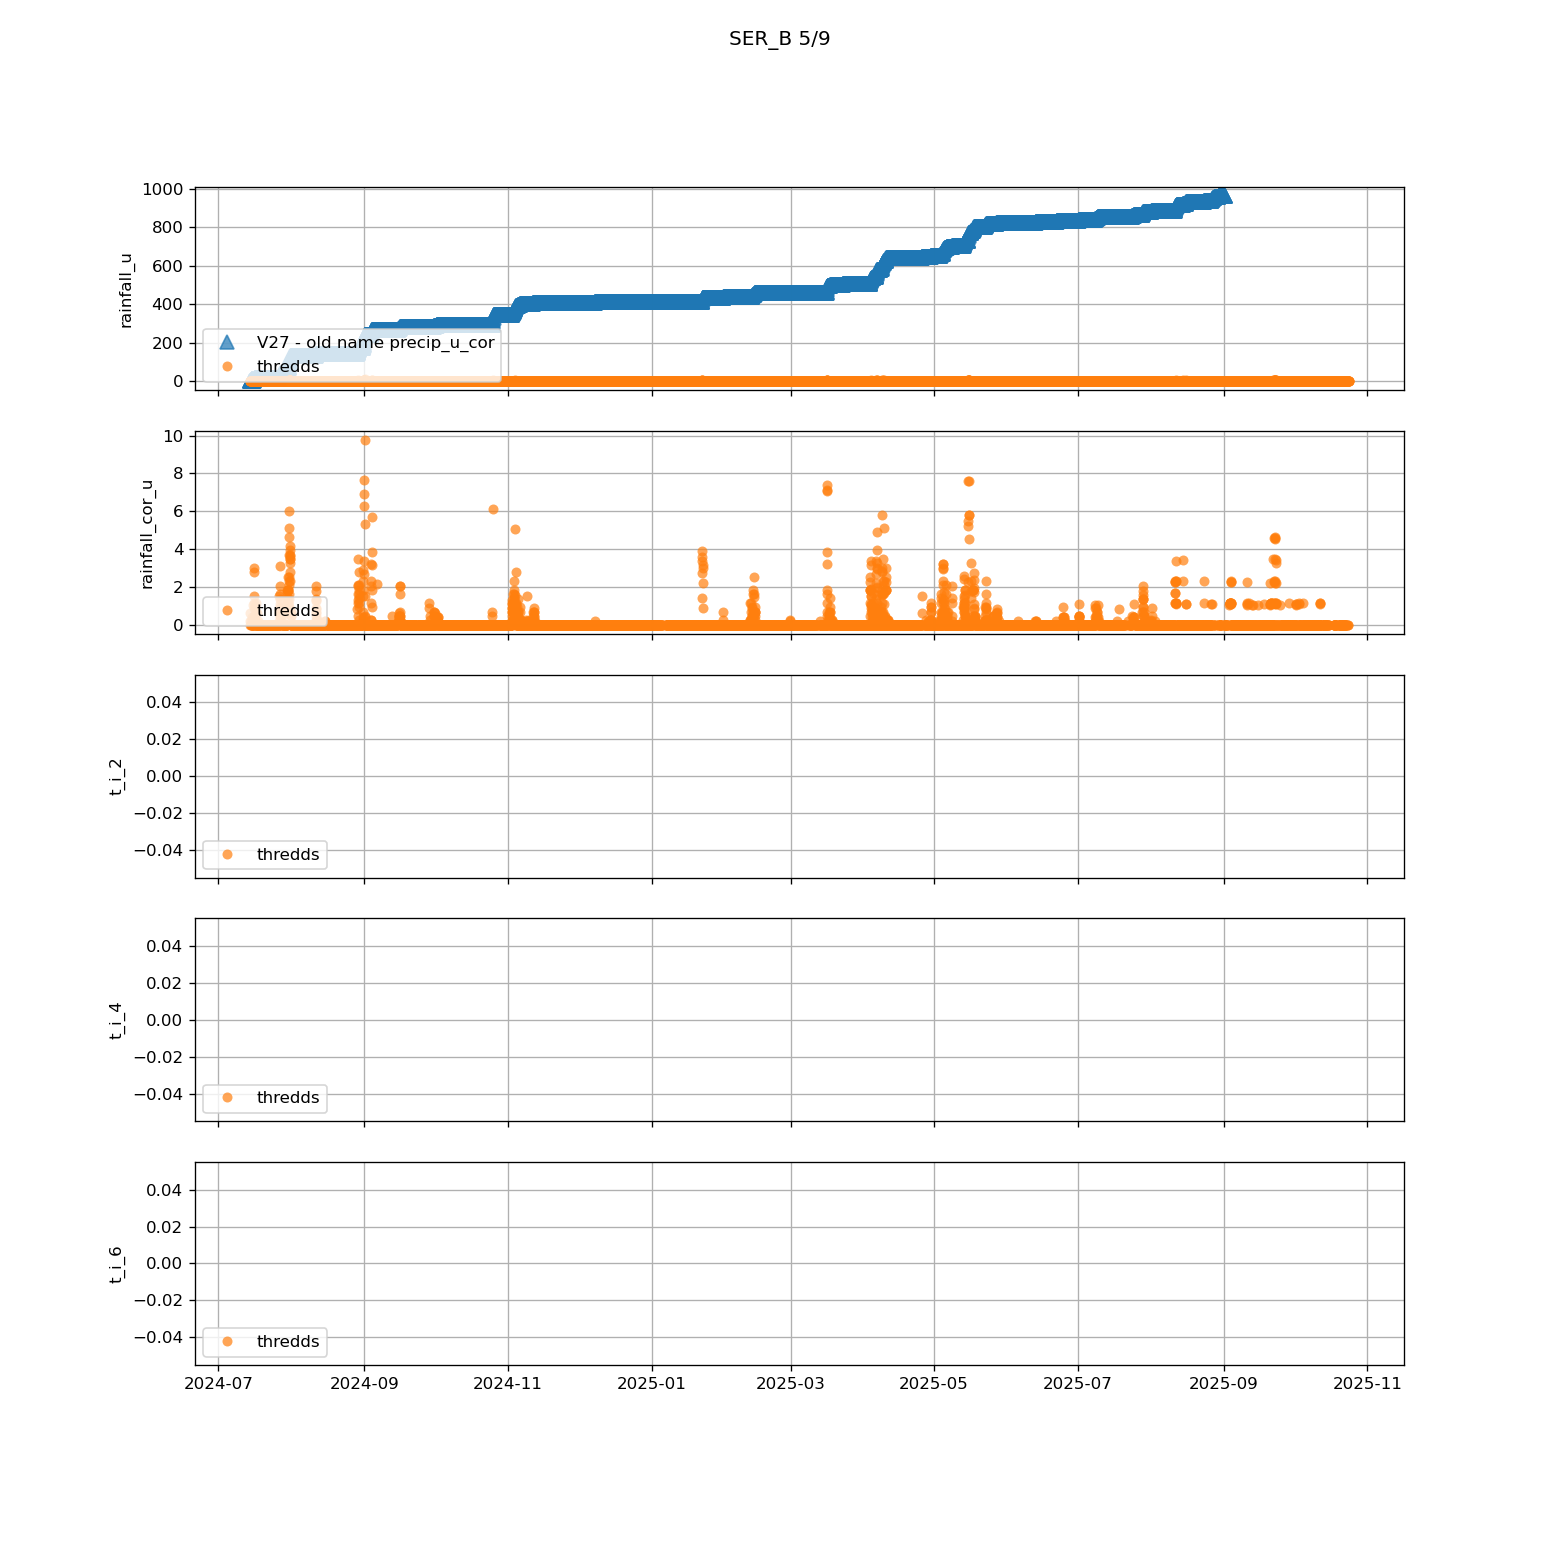 SER_B 5/9
1000
800
600
400
200
0
rainfall_u
V27 - old name precip_u_cor
thredds
10
8
6
4
2
0
rainfall_cor_u
thredds
0.04
0.02
0.00
−0.02
−0.04
t_i_2
thredds
0.04
0.02
0.00
−0.02
−0.04
t_i_4
thredds
0.04
0.02
0.00
−0.02
−0.04
t_i_6
thredds
2024-07 2024-09 2024-11 2025-01 2025-03 2025-05 2025-07 2025-09 2025-11